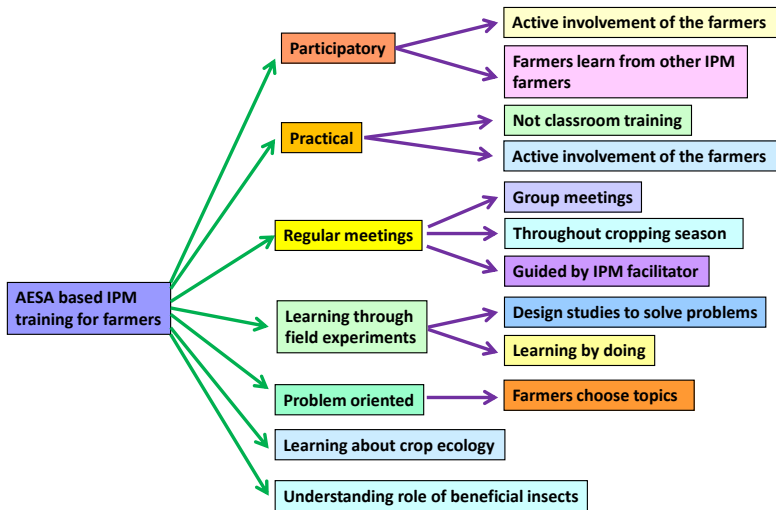 Active involvement of the farmers
Participatory
Farmers learn from other IPM
farmers
Not classroom training
Practical
Active involvement of the farmers
Group meetings
Regular meetings
Throughout cropping season
Guided by IPM facilitator
AESA based IPM
training for farmers
Learning through
field experiments
Design studies to solve problems
Learning by doing
Problem oriented
Farmers choose topics
Learning about crop ecology
Understanding role of beneficial insects